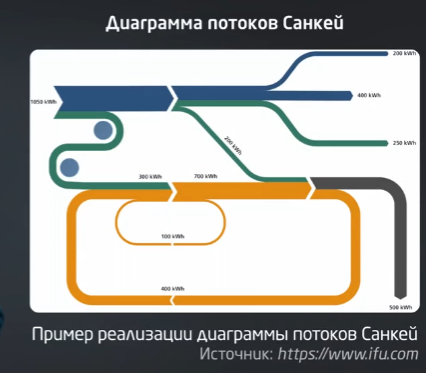 Диаграмма потоков Санкей
200 kWh
1050 kWh
400 kWh
250 kWh
200 kWh
300 kWh
700 kWh
100 kWh
400 kWh
500 kWh
Пример реализации диаграммы потоков Санкей
Источник: https://www.ifu.com